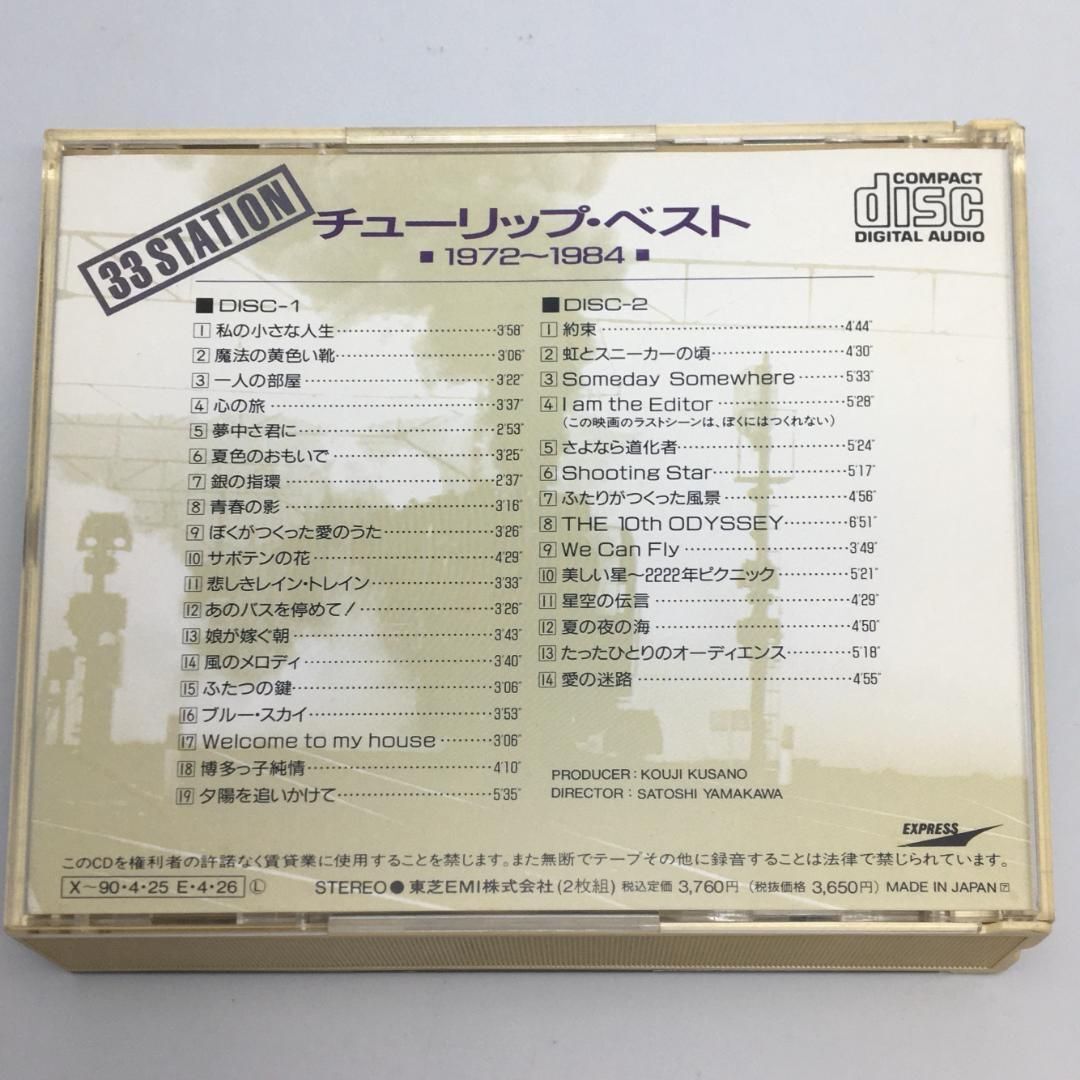 33 STATION
チューリップ・ベスト
■ 1972〜1984 ■
COMPACT
disc
DIGITAL AUDIO
■ DISC-1
1 私の小さな人生 3'58"
2 魔法の黄色い靴 3'06"
3 一人の部屋 3'22"
4 心の旅 3'37"
5 夢中さ君に 2'53"
6 夏色のおもいで 3'25"
7 銀の指環 2'37"
8 青春の影 3'16"
9 ぼくがつくった愛のうた 3'26"
10 サボテンの花 4'29"
11 悲しきレイン・トレイン 3'33"
12 あのバスを停めて! 3'26"
13 娘が嫁ぐ朝 3'43"
14 風のメロディ 3'40"
15 ふたつの鍵 3'06"
16 ブルー・スカイ 3'53"
17 Welcome to my house 3'06"
18 博多っ子純情 4'10"
19 夕陽を追いかけて 5'35"
■ DISC-2
1 約束 4'44"
2 虹とスニーカーの頃 4'30"
3 Someday Somewhere 5'33"
4 I am the Editor 5'28"
(この映画のラストシーンは、ぼくにはつくれない)
5 さよなら道化者 5'24"
6 Shooting Star 5'17"
7 ふたりがつくった風景 4'56"
8 THE 10th ODYSSEY 6'51"
9 We Can Fly 3'49"
10 美しい星〜2222年ピクニック 5'21"
11 星空の伝言 4'29"
12 夏の夜の海 4'50"
13 たったひとりのオーディエンス 5'18"
14 愛の迷路 4'55"
PRODUCER : KOUJI KUSANO
DIRECTOR : SATOSHI YAMAKAWA
EXPRESS
このCDを権利者の許諾なく賃貸業に使用することを禁じます。また無断でテープその他に録音することは法律で禁じられています。
X〜90・4・25 E・4・26 Ⓛ STEREO ● 東芝EMI株式会社 (2枚組) 税込定価 3,760円 (税抜価格 3,650円) MADE IN JAPAN